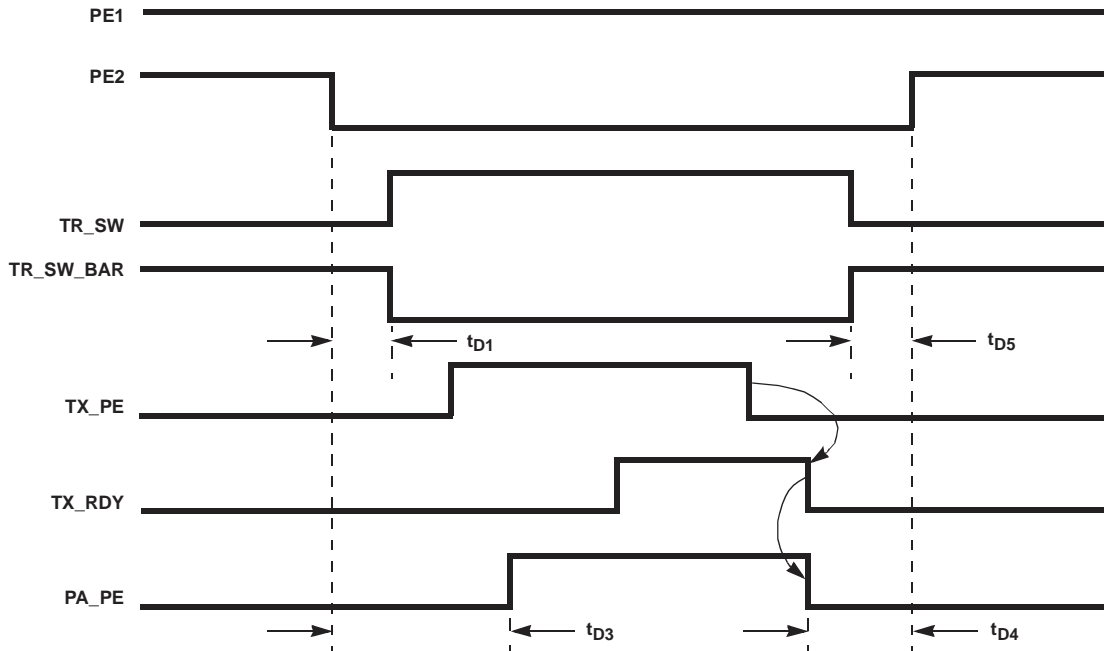 PE1
PE2
TR_SW
TR_SW_BAR
tD1
tD5
TX_PE
TX_RDY
PA_PE
tD3
tD4